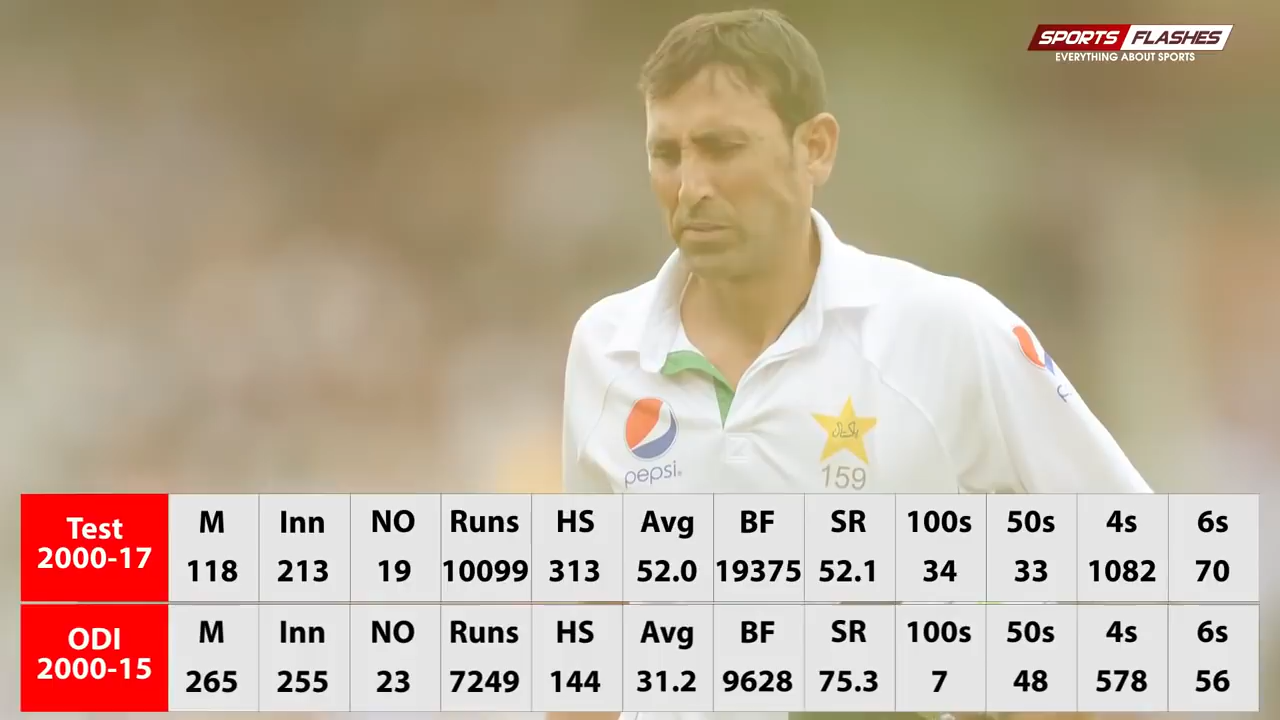 SPORTS FLASHES
EVERYTHING ABOUT SPORTS
pepsi
159
Test M Inn NO Runs HS Avg BF SR 100s 50s 4s 6s
2000-17 118 213 19 10099 313 52.0 19375 52.1 34 33 1082 70
ODI M Inn NO Runs HS Avg BF SR 100s 50s 4s 6s
2000-15 265 255 23 7249 144 31.2 9628 75.3 7 48 578 56